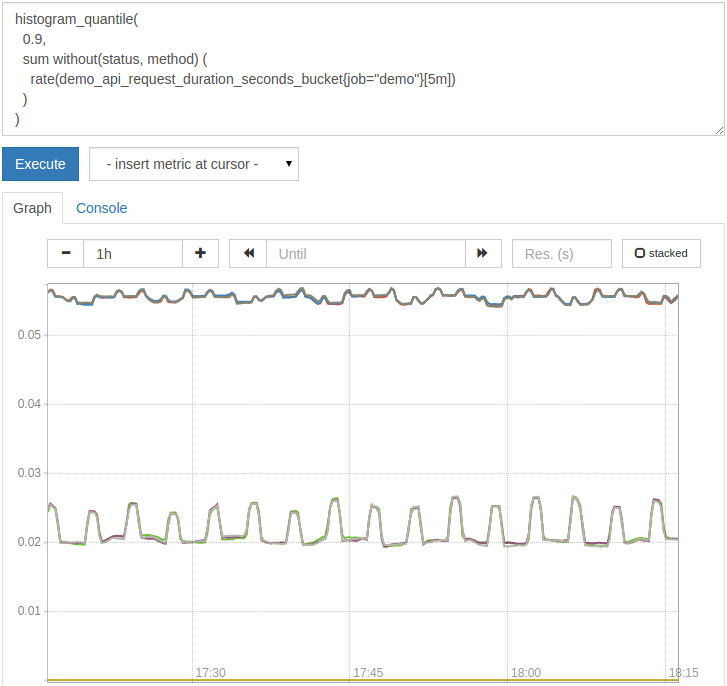 histogram_quantile(
  0.9,
  sum without(status, method) (
    rate(demo_api_request_duration_seconds_bucket{job="demo"}[5m])
  )
)
Execute - insert metric at cursor -
Graph Console
1h Until Res. (s) stacked
0.05
0.04
0.03
0.02
0.01
17:30 17:45 18:00 18:15